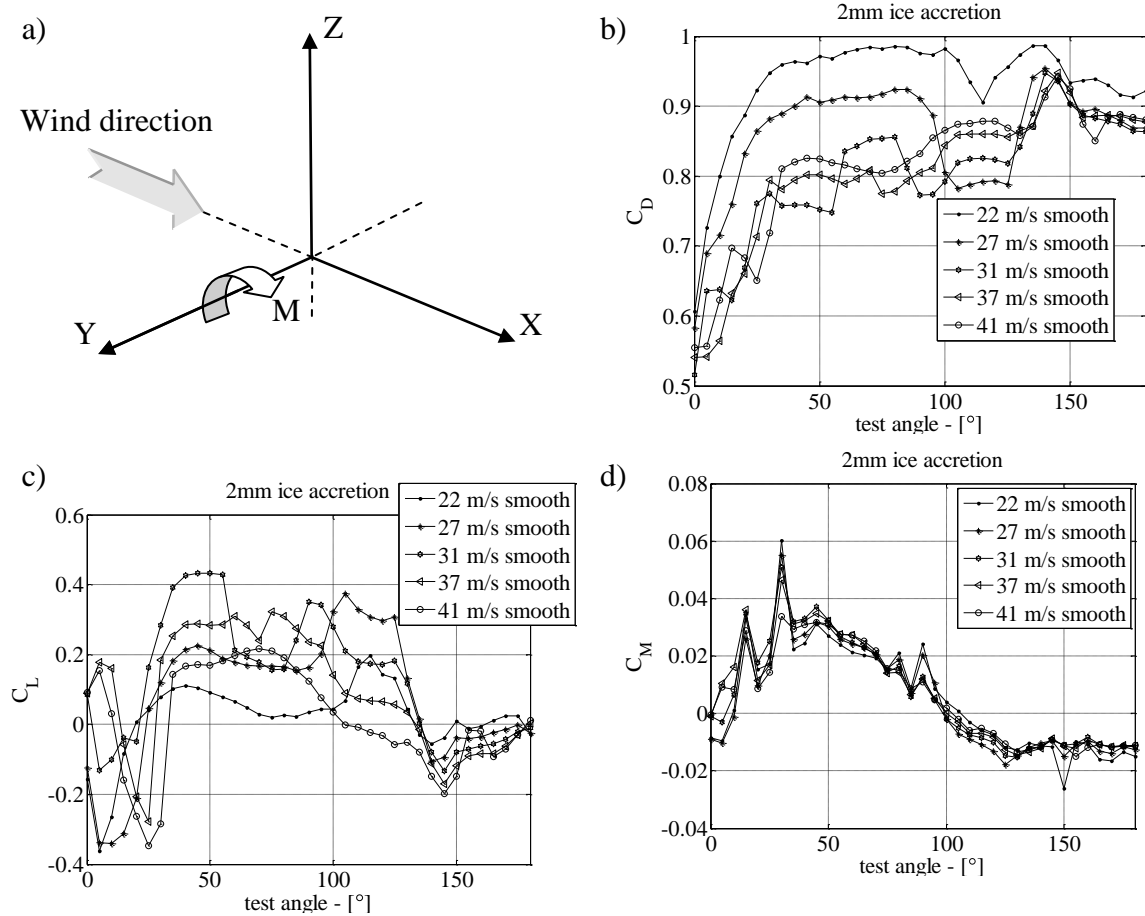 a)
Z
Wind direction
M
Y
X
b)
2mm ice accretion
1
0.9
0.8
0.7
0.6
0.5
C_D
22 m/s smooth
27 m/s smooth
31 m/s smooth
37 m/s smooth
41 m/s smooth
0
50
100
150
test angle - [°]
c)
2mm ice accretion
0.6
0.4
0.2
0
-0.2
-0.4
C_L
22 m/s smooth
27 m/s smooth
31 m/s smooth
37 m/s smooth
41 m/s smooth
0
50
100
150
test angle - [°]
d)
2mm ice accretion
0.08
0.06
0.04
0.02
0
-0.02
-0.04
C_M
22 m/s smooth
27 m/s smooth
31 m/s smooth
37 m/s smooth
41 m/s smooth
0
50
100
150
test angle - [°]